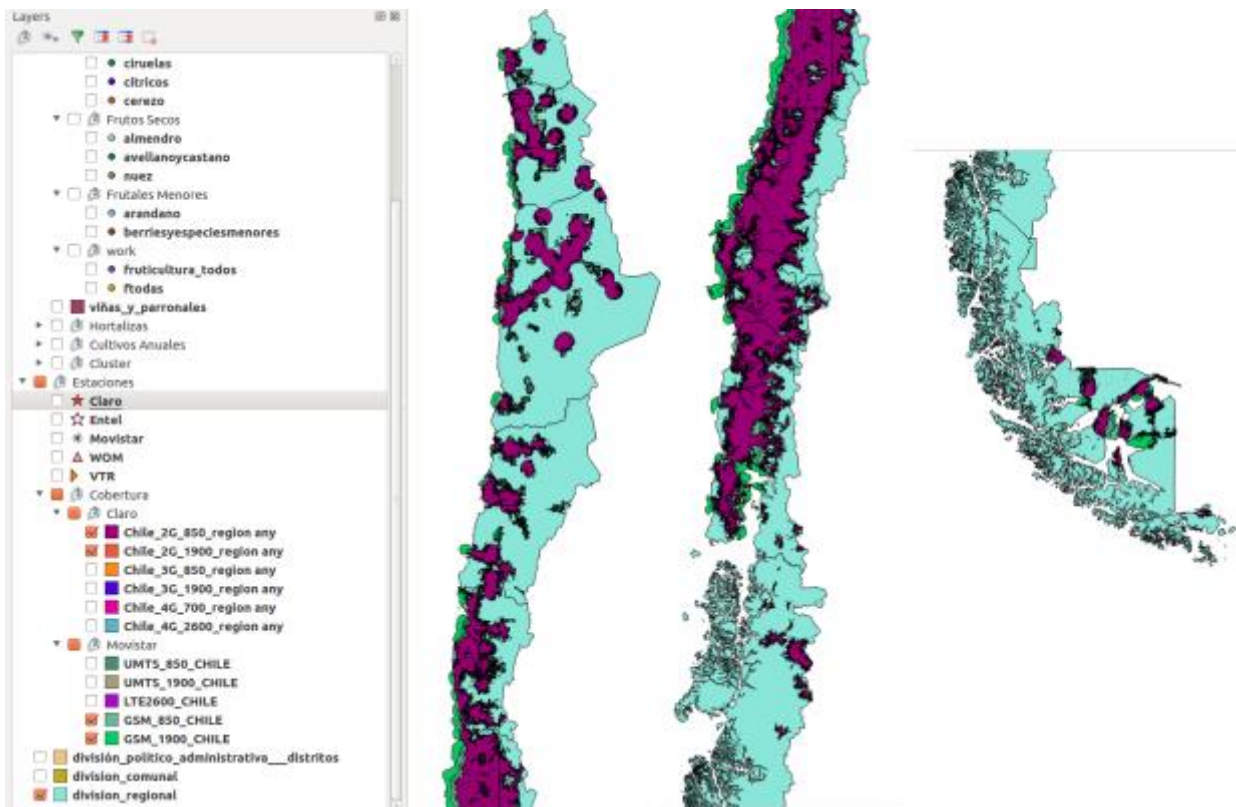 Layers
ciruelas
citricos
cerezo
Frutos Secos
almendro
avellanoycastano
nuez
Frutales Menores
arandano
berriesyespeciesmenores
work
fruticultura_todos
ftodas
viñas_y_parronales
Hortalizas
Cultivos Anuales
Cluster
Estaciones
Claro
Entel
Movistar
WOM
VTR
Cobertura
Claro
Chile_2G_850_region any
Chile_2G_1900_region any
Chile_3G_850_region any
Chile_3G_1900_region any
Chile_4G_700_region any
Chile_4G_2600_region any
Movistar
UMTS_850_CHILE
UMTS_1900_CHILE
LTE2600_CHILE
GSM_850_CHILE
GSM_1900_CHILE
división_politico_administrativa___distritos
division_comunal
division_regional